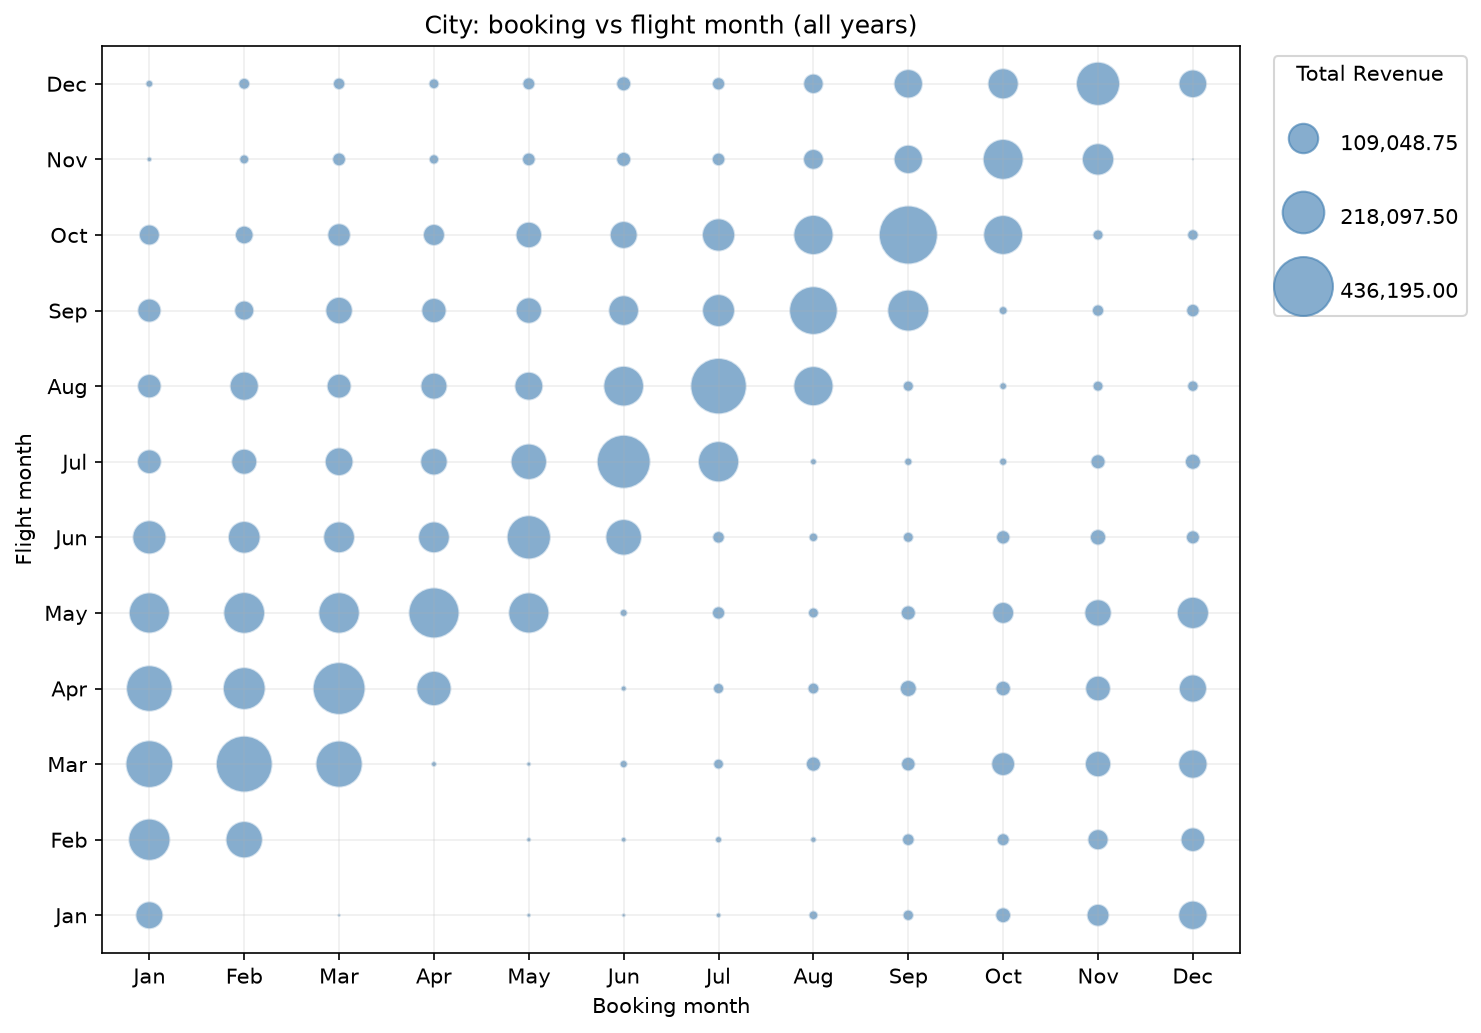 City: booking vs flight month (all years)
Total Revenue
109,048.75
218,097.50
436,195.00
Flight month
Dec
Nov
Oct
Sep
Aug
Jul
Jun
May
Apr
Mar
Feb
Jan
Jan Feb Mar Apr May Jun Jul Aug Sep Oct Nov Dec
Booking month